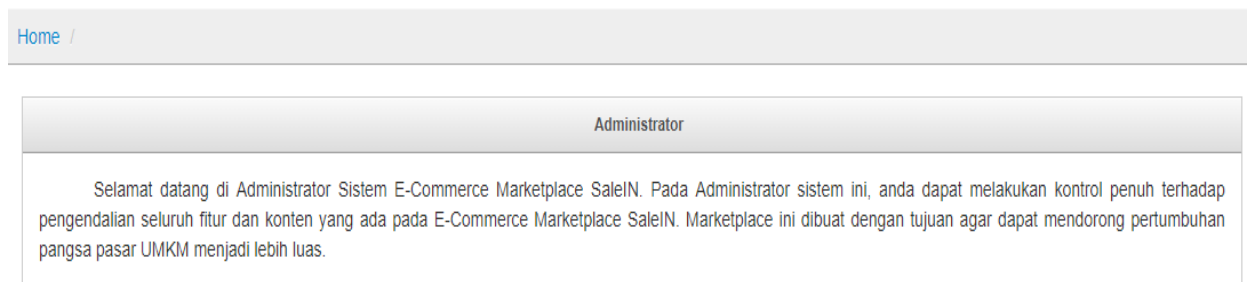 Home /
Administrator
Selamat datang di Administrator Sistem E-Commerce Marketplace SaleIN. Pada Administrator sistem ini, anda dapat melakukan kontrol penuh terhadap
pengendalian seluruh fitur dan konten yang ada pada E-Commerce Marketplace SaleIN. Marketplace ini dibuat dengan tujuan agar dapat mendorong pertumbuhan
pangsa pasar UMKM menjadi lebih luas.